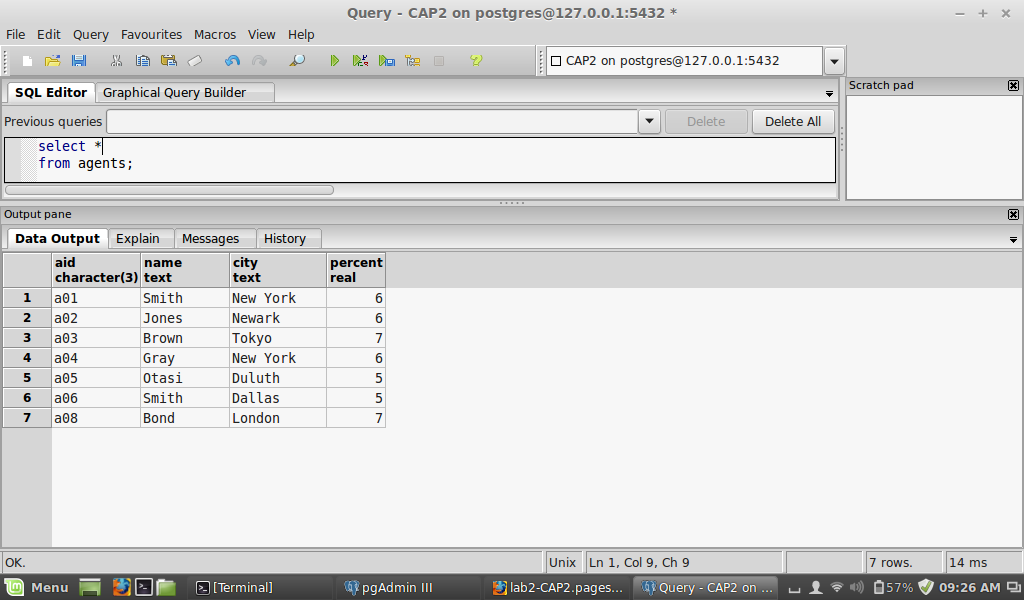 Query - CAP2 on postgres@127.0.0.1:5432 *
File Edit Query Favourites Macros View Help
CAP2 on postgres@127.0.0.1:5432
SQL Editor Graphical Query Builder
Scratch pad
Previous queries Delete Delete All
select *
from agents;
Output pane
Data Output Explain Messages History
aid name city percent
character(3) text text real
1 a01 Smith New York 6
2 a02 Jones Newark 6
3 a03 Brown Tokyo 7
4 a04 Gray New York 6
5 a05 Otasi Duluth 5
6 a06 Smith Dallas 5
7 a08 Bond London 7
OK. Unix Ln 1, Col 9, Ch 9 7 rows. 14 ms
Menu [Terminal] pgAdmin III lab2-CAP2.pages... Query - CAP2 on ... 57% 09:26 AM